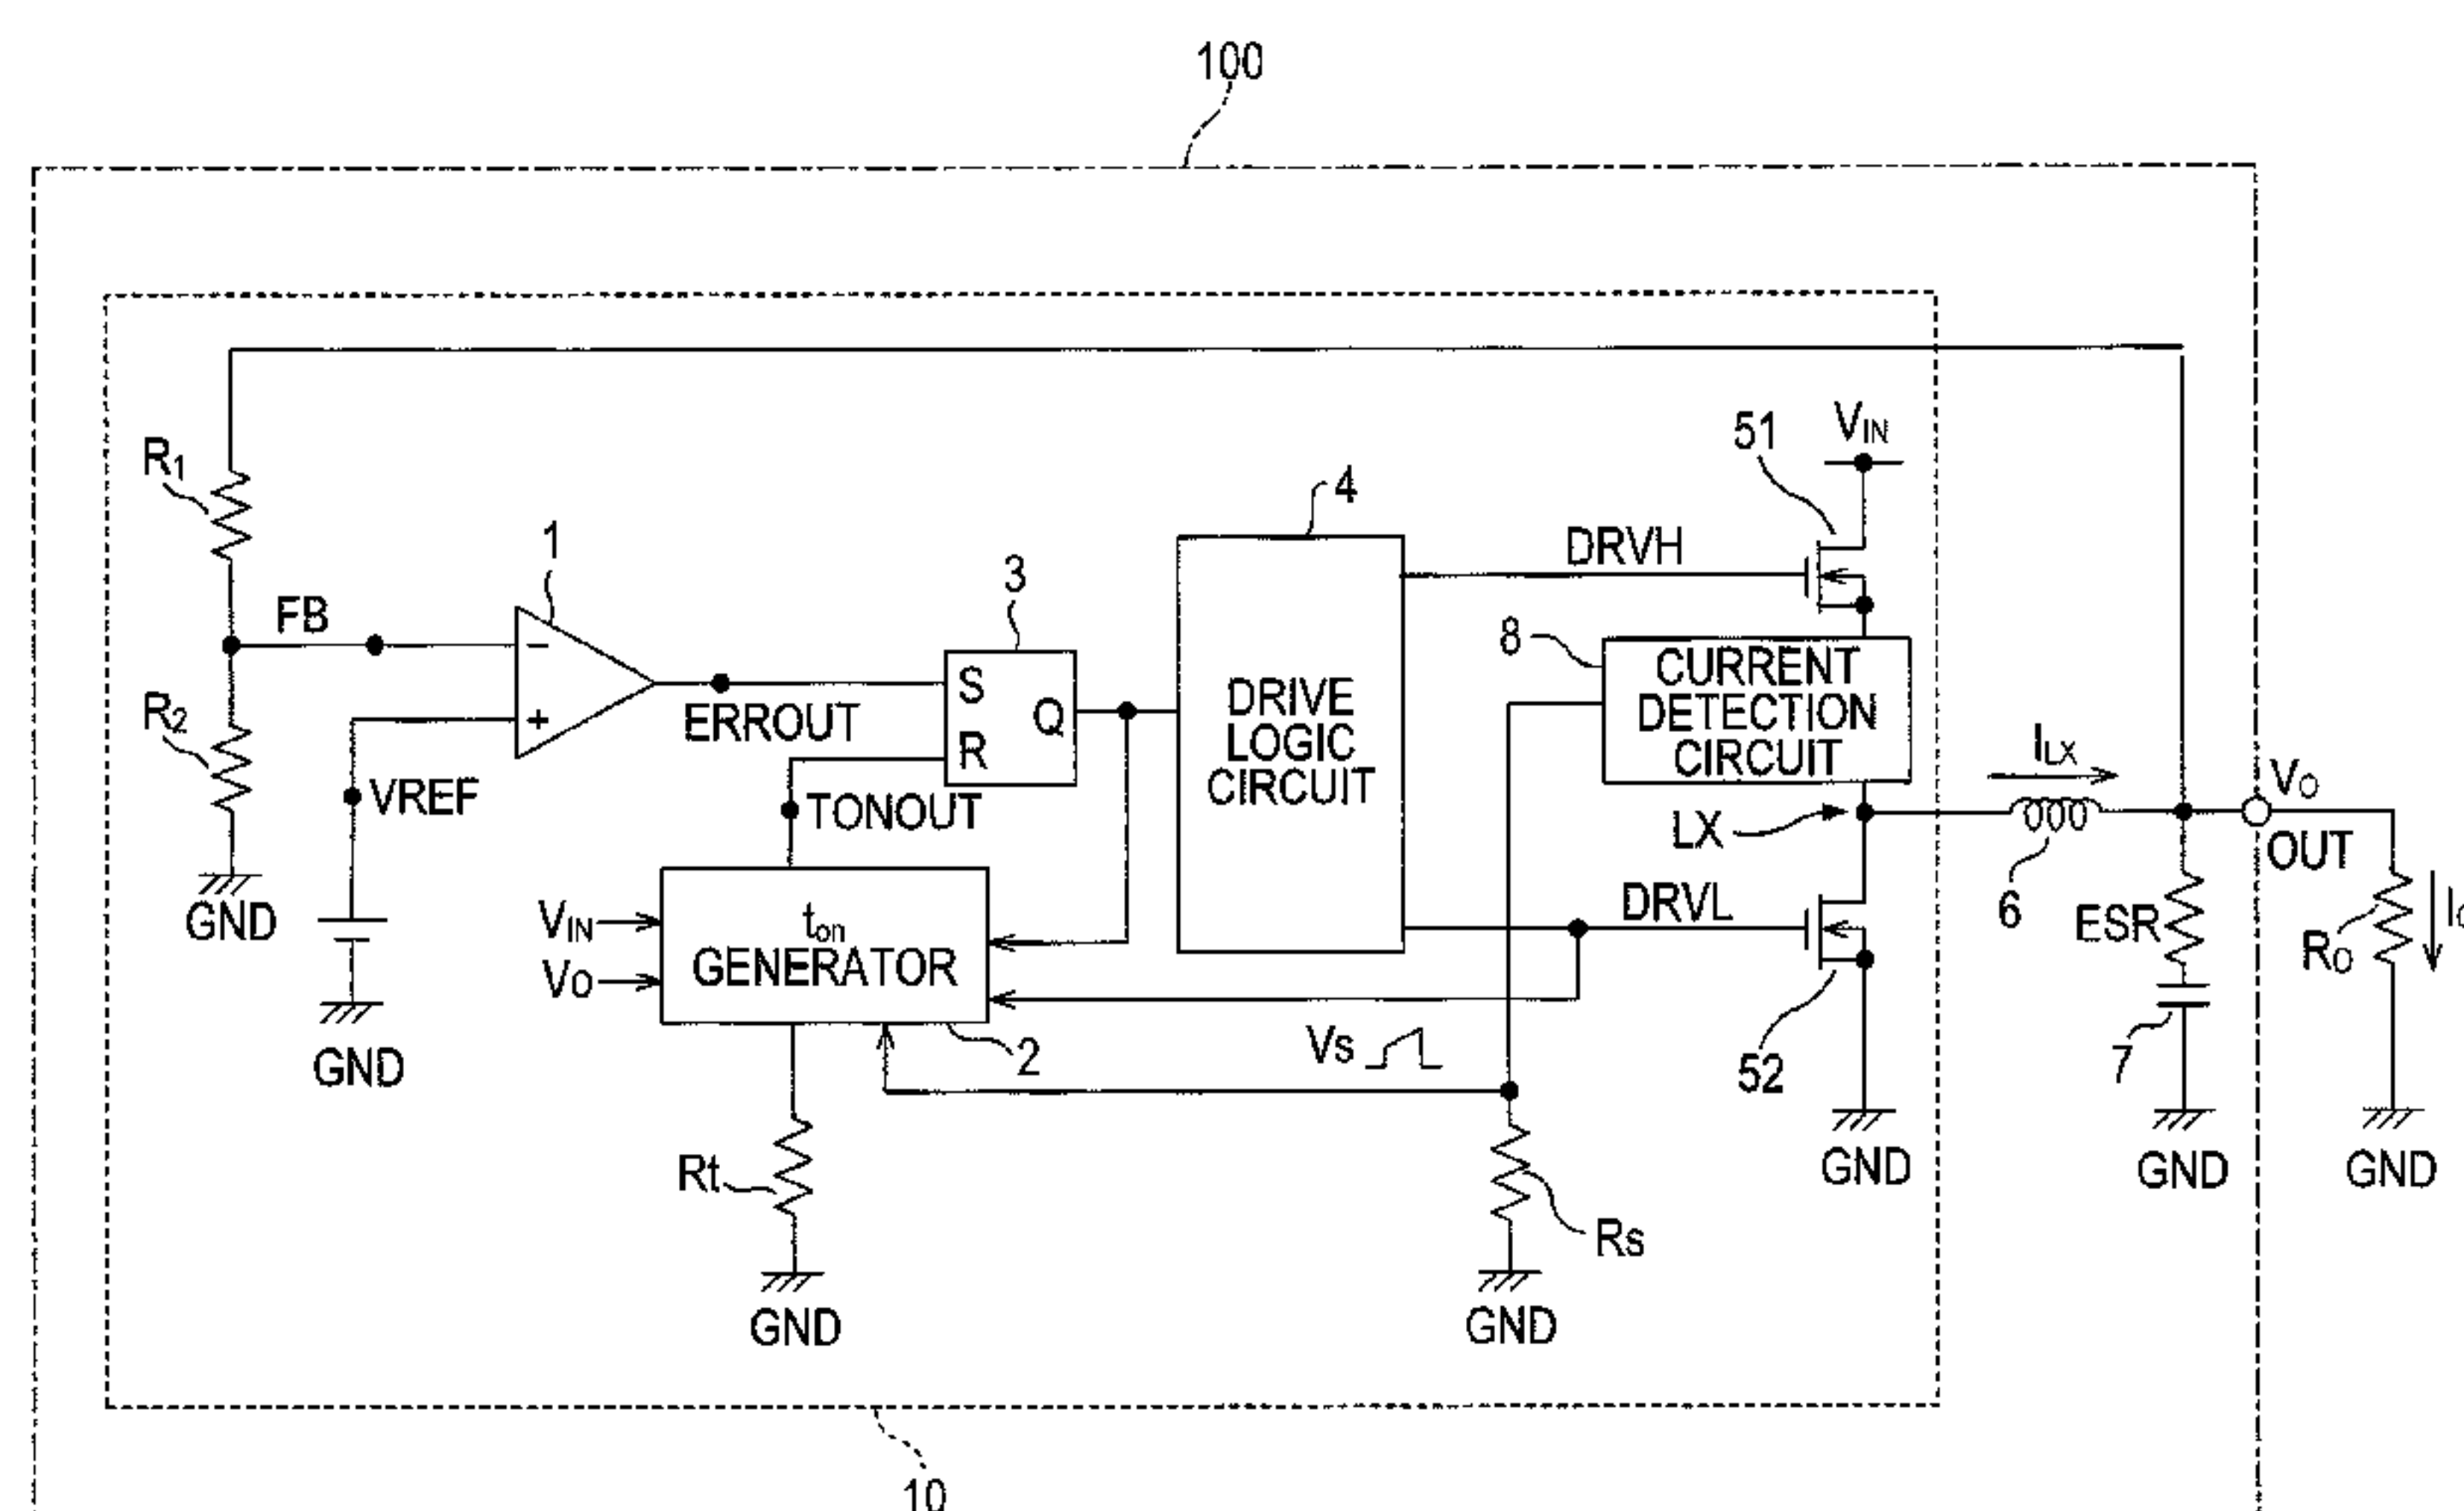 100
51
VIN
R1
4
DRVH
1
3
8
FB
CURRENT
DETECTION
CIRCUIT
S
Q
R
DRIVE
LOGIC
CIRCUIT
R2
−
+
ERROUT
ILX
VREF
TONOUT
LX
VO
OUT
6
DRVL
ESR
RO
GND
VIN
VO
ton
GENERATOR
2
Vs
52
7
GND
GND
GND
GND
Rt
Rs
GND
GND
10